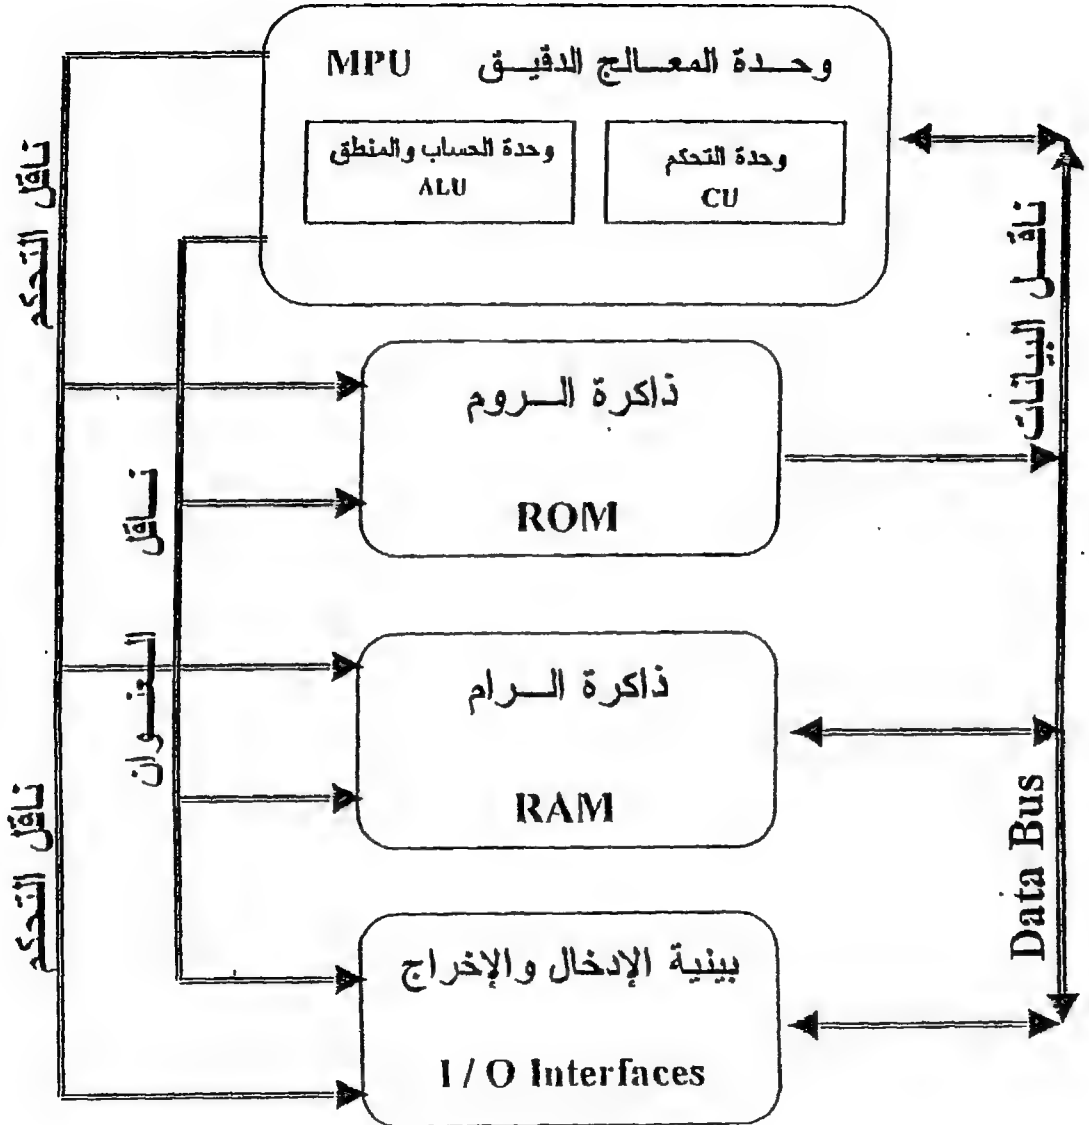 وحدة المعالج الدقيق MPU
وحدة التحكم
CU
وحدة الحساب والمنطق
ALU
ناقل التحكم
ناقل البيانات
ذاكرة الروم
ROM
ناقل العنوان
ذاكرة الرام
RAM
ناقل التحكم
Data Bus
بينية الإدخال والإخراج
I / O Interfaces